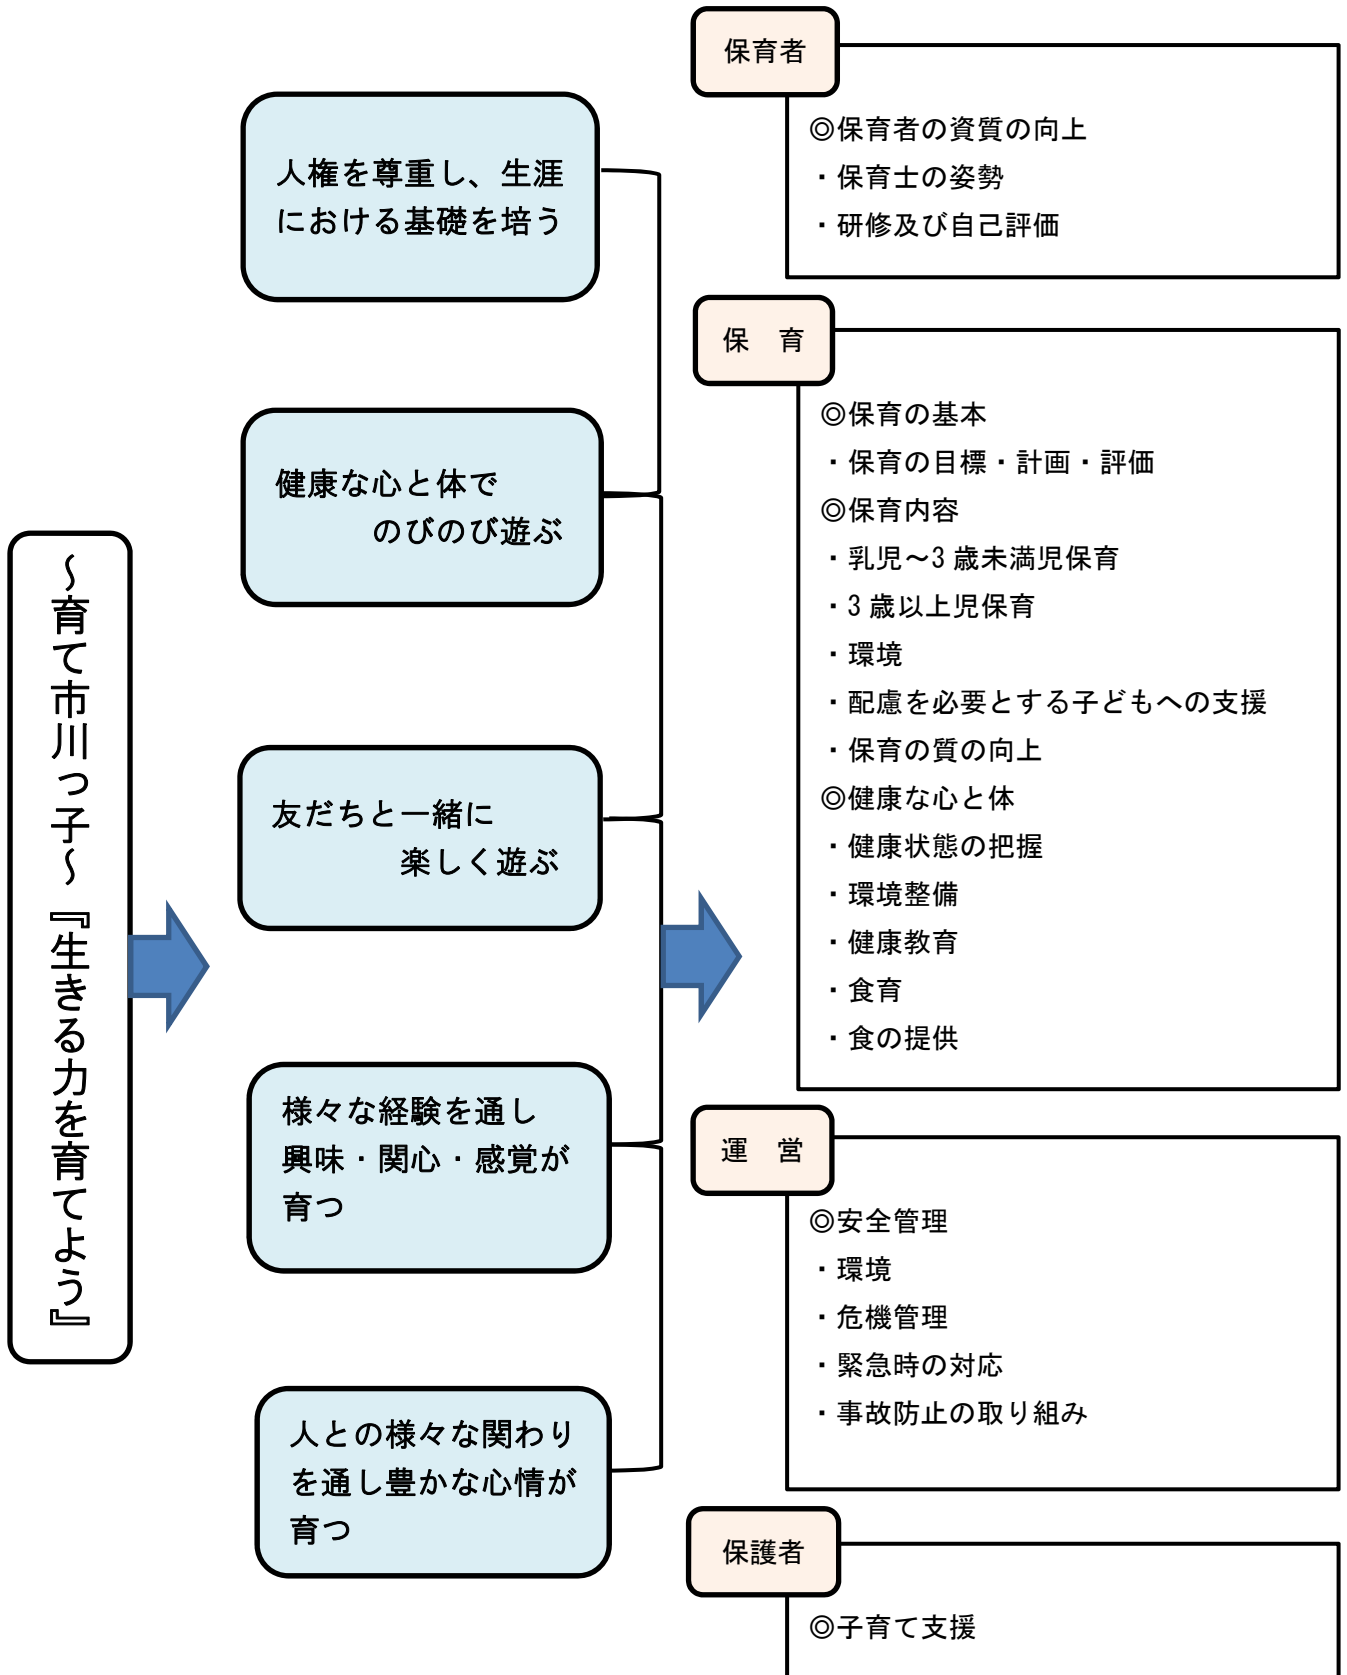 ～育て市川っ子～『生きる力を育てよう』
人権を尊重し、生涯
における基礎を培う
健康な心と体で
のびのび遊ぶ
友だちと一緒に
楽しく遊ぶ
様々な経験を通し
興味・関心・感覚が
育つ
人との様々な関わり
を通し豊かな心情が
育つ
保育者
◎保育者の資質の向上
・保育士の姿勢
・研修及び自己評価
保　育
◎保育の基本
・保育の目標・計画・評価
◎保育内容
・乳児～3 歳未満児保育
・3 歳以上児保育
・環境
・配慮を必要とする子どもへの支援
・保育の質の向上
◎健康な心と体
・健康状態の把握
・環境整備
・健康教育
・食育
・食の提供
運　営
◎安全管理
・環境
・危機管理
・緊急時の対応
・事故防止の取り組み
保護者
◎子育て支援